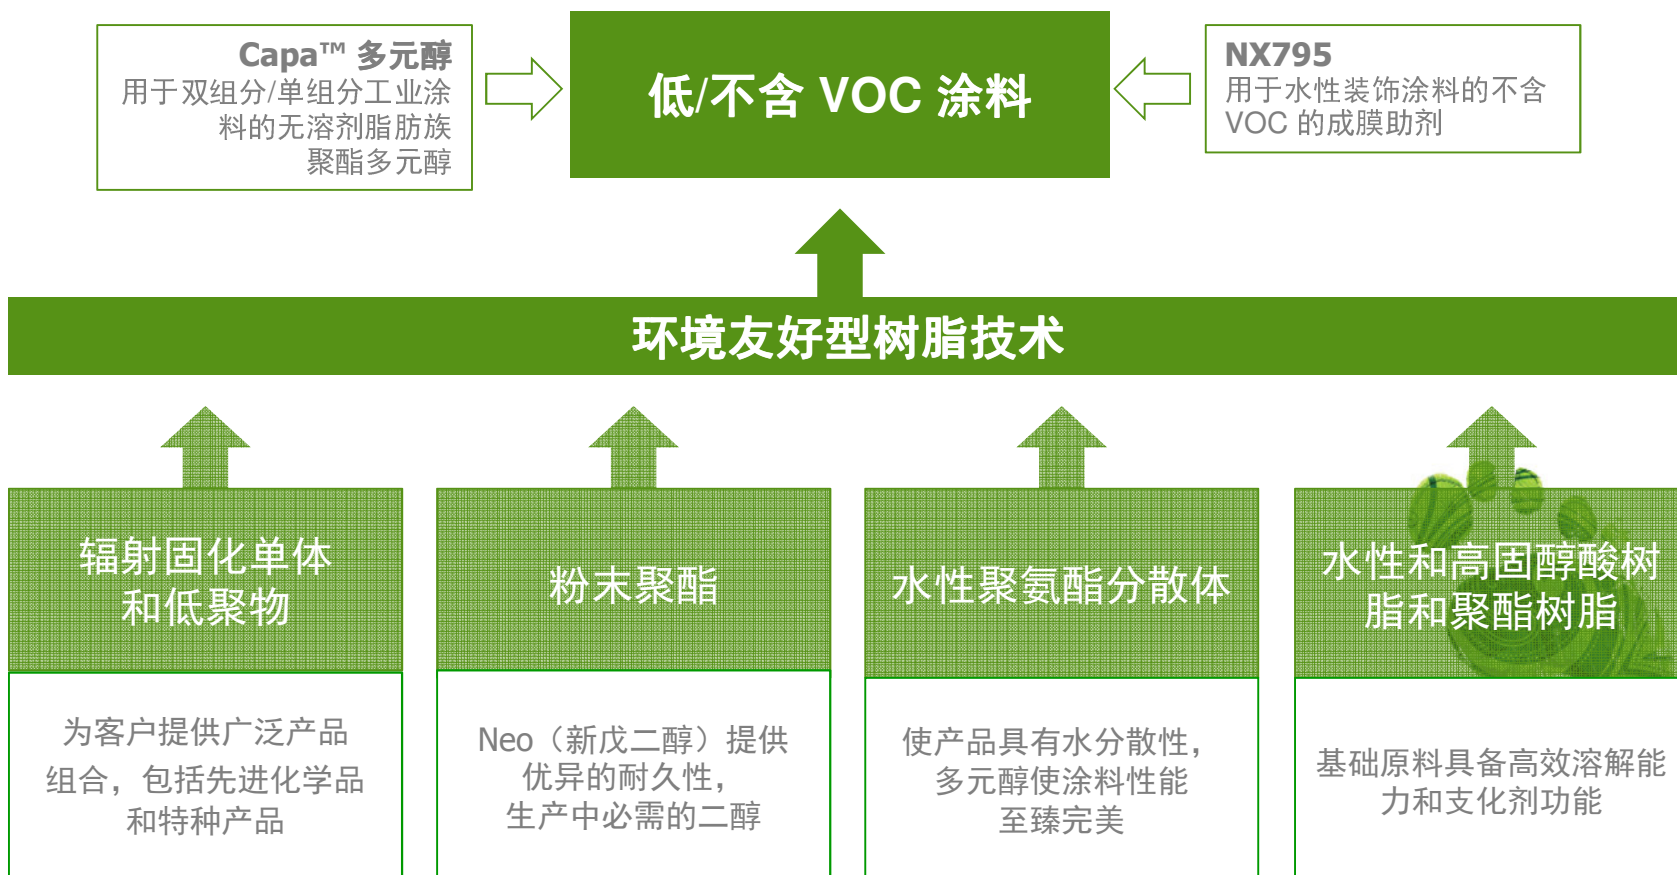 Capa™ 多元醇
用于双组分/单组分工业涂
料的无溶剂脂肪族
聚酯多元醇
低/不含 VOC 涂料
NX795
用于水性装饰涂料的不含
VOC 的成膜助剂
环境友好型树脂技术
辐射固化单体
和低聚物
粉末聚酯
水性聚氨酯分散体
水性和高固醇酸树
脂和聚酯树脂
为客户提供广泛产品
组合，包括先进化学品
和特种产品
Neo（新戊二醇）提供
优异的耐久性，
生产中必需的二醇
使产品具有水分散性，
多元醇使涂料性能
至臻完美
基础原料具备高效溶解能
力和支化剂功能